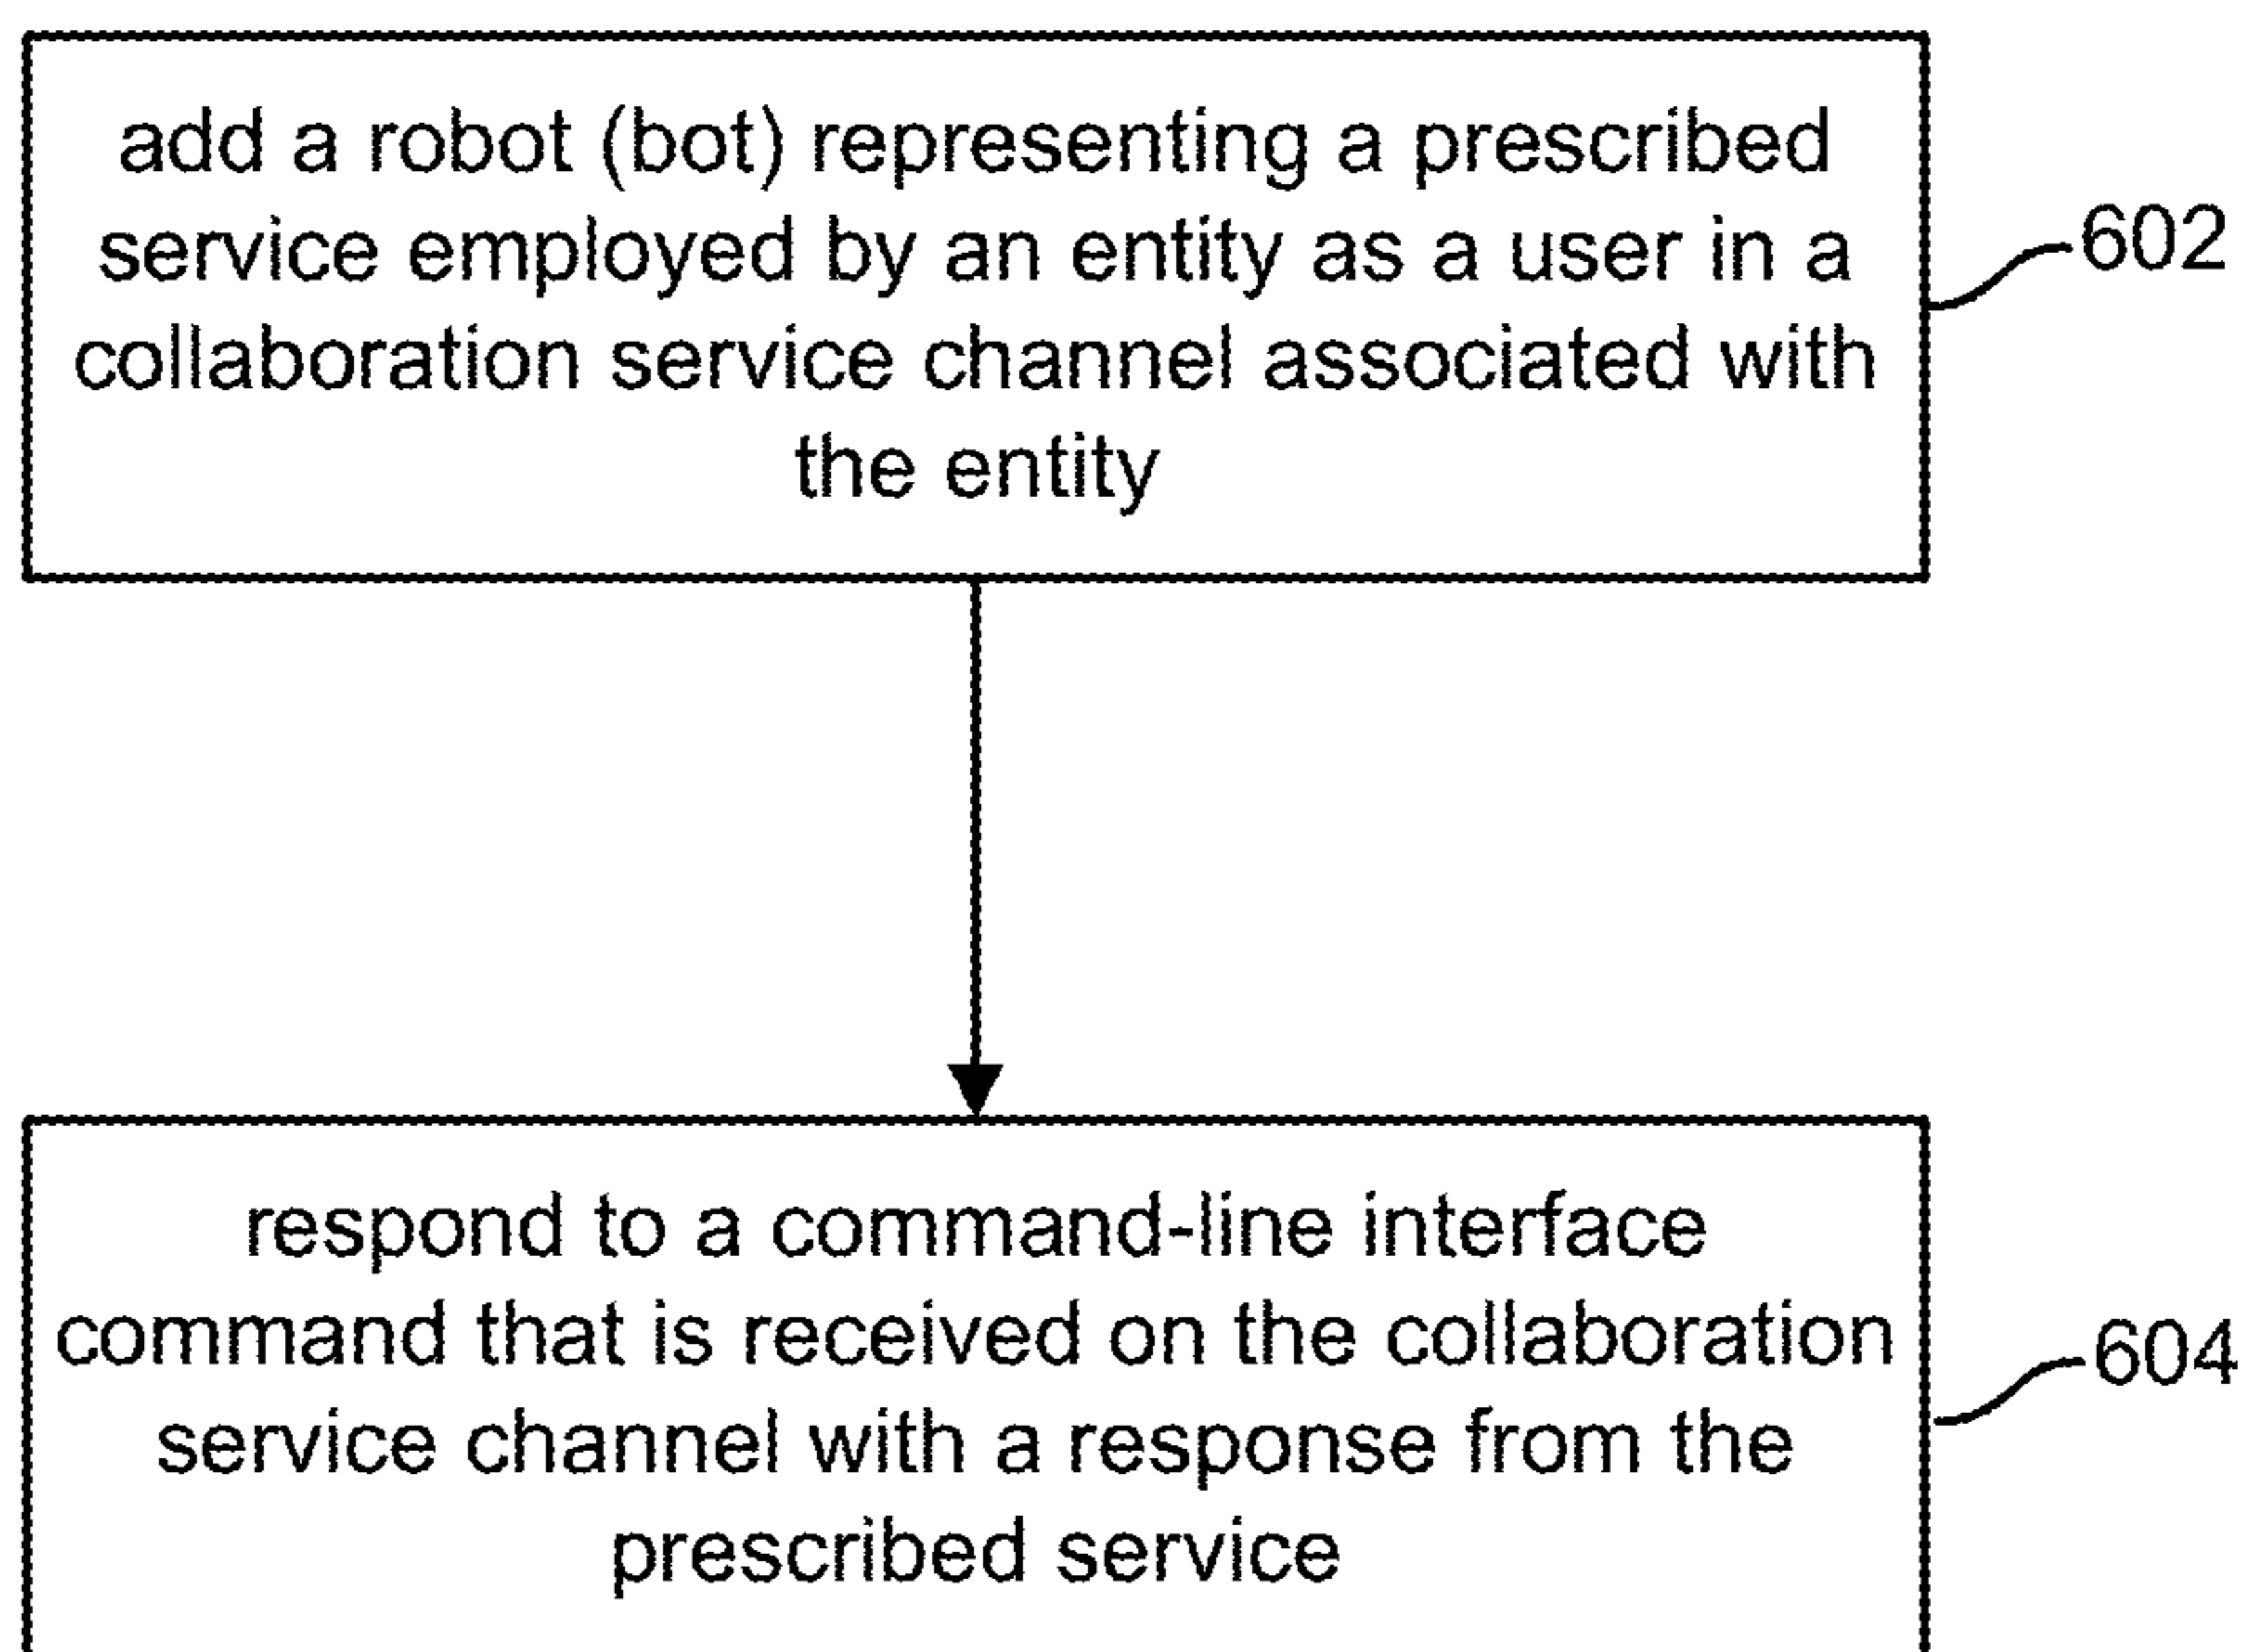 add a robot (bot) representing a prescribed
service employed by an entity as a user in a
collaboration service channel associated with
the entity
602
respond to a command-line interface
command that is received on the collaboration
service channel with a response from the
prescribed service
604